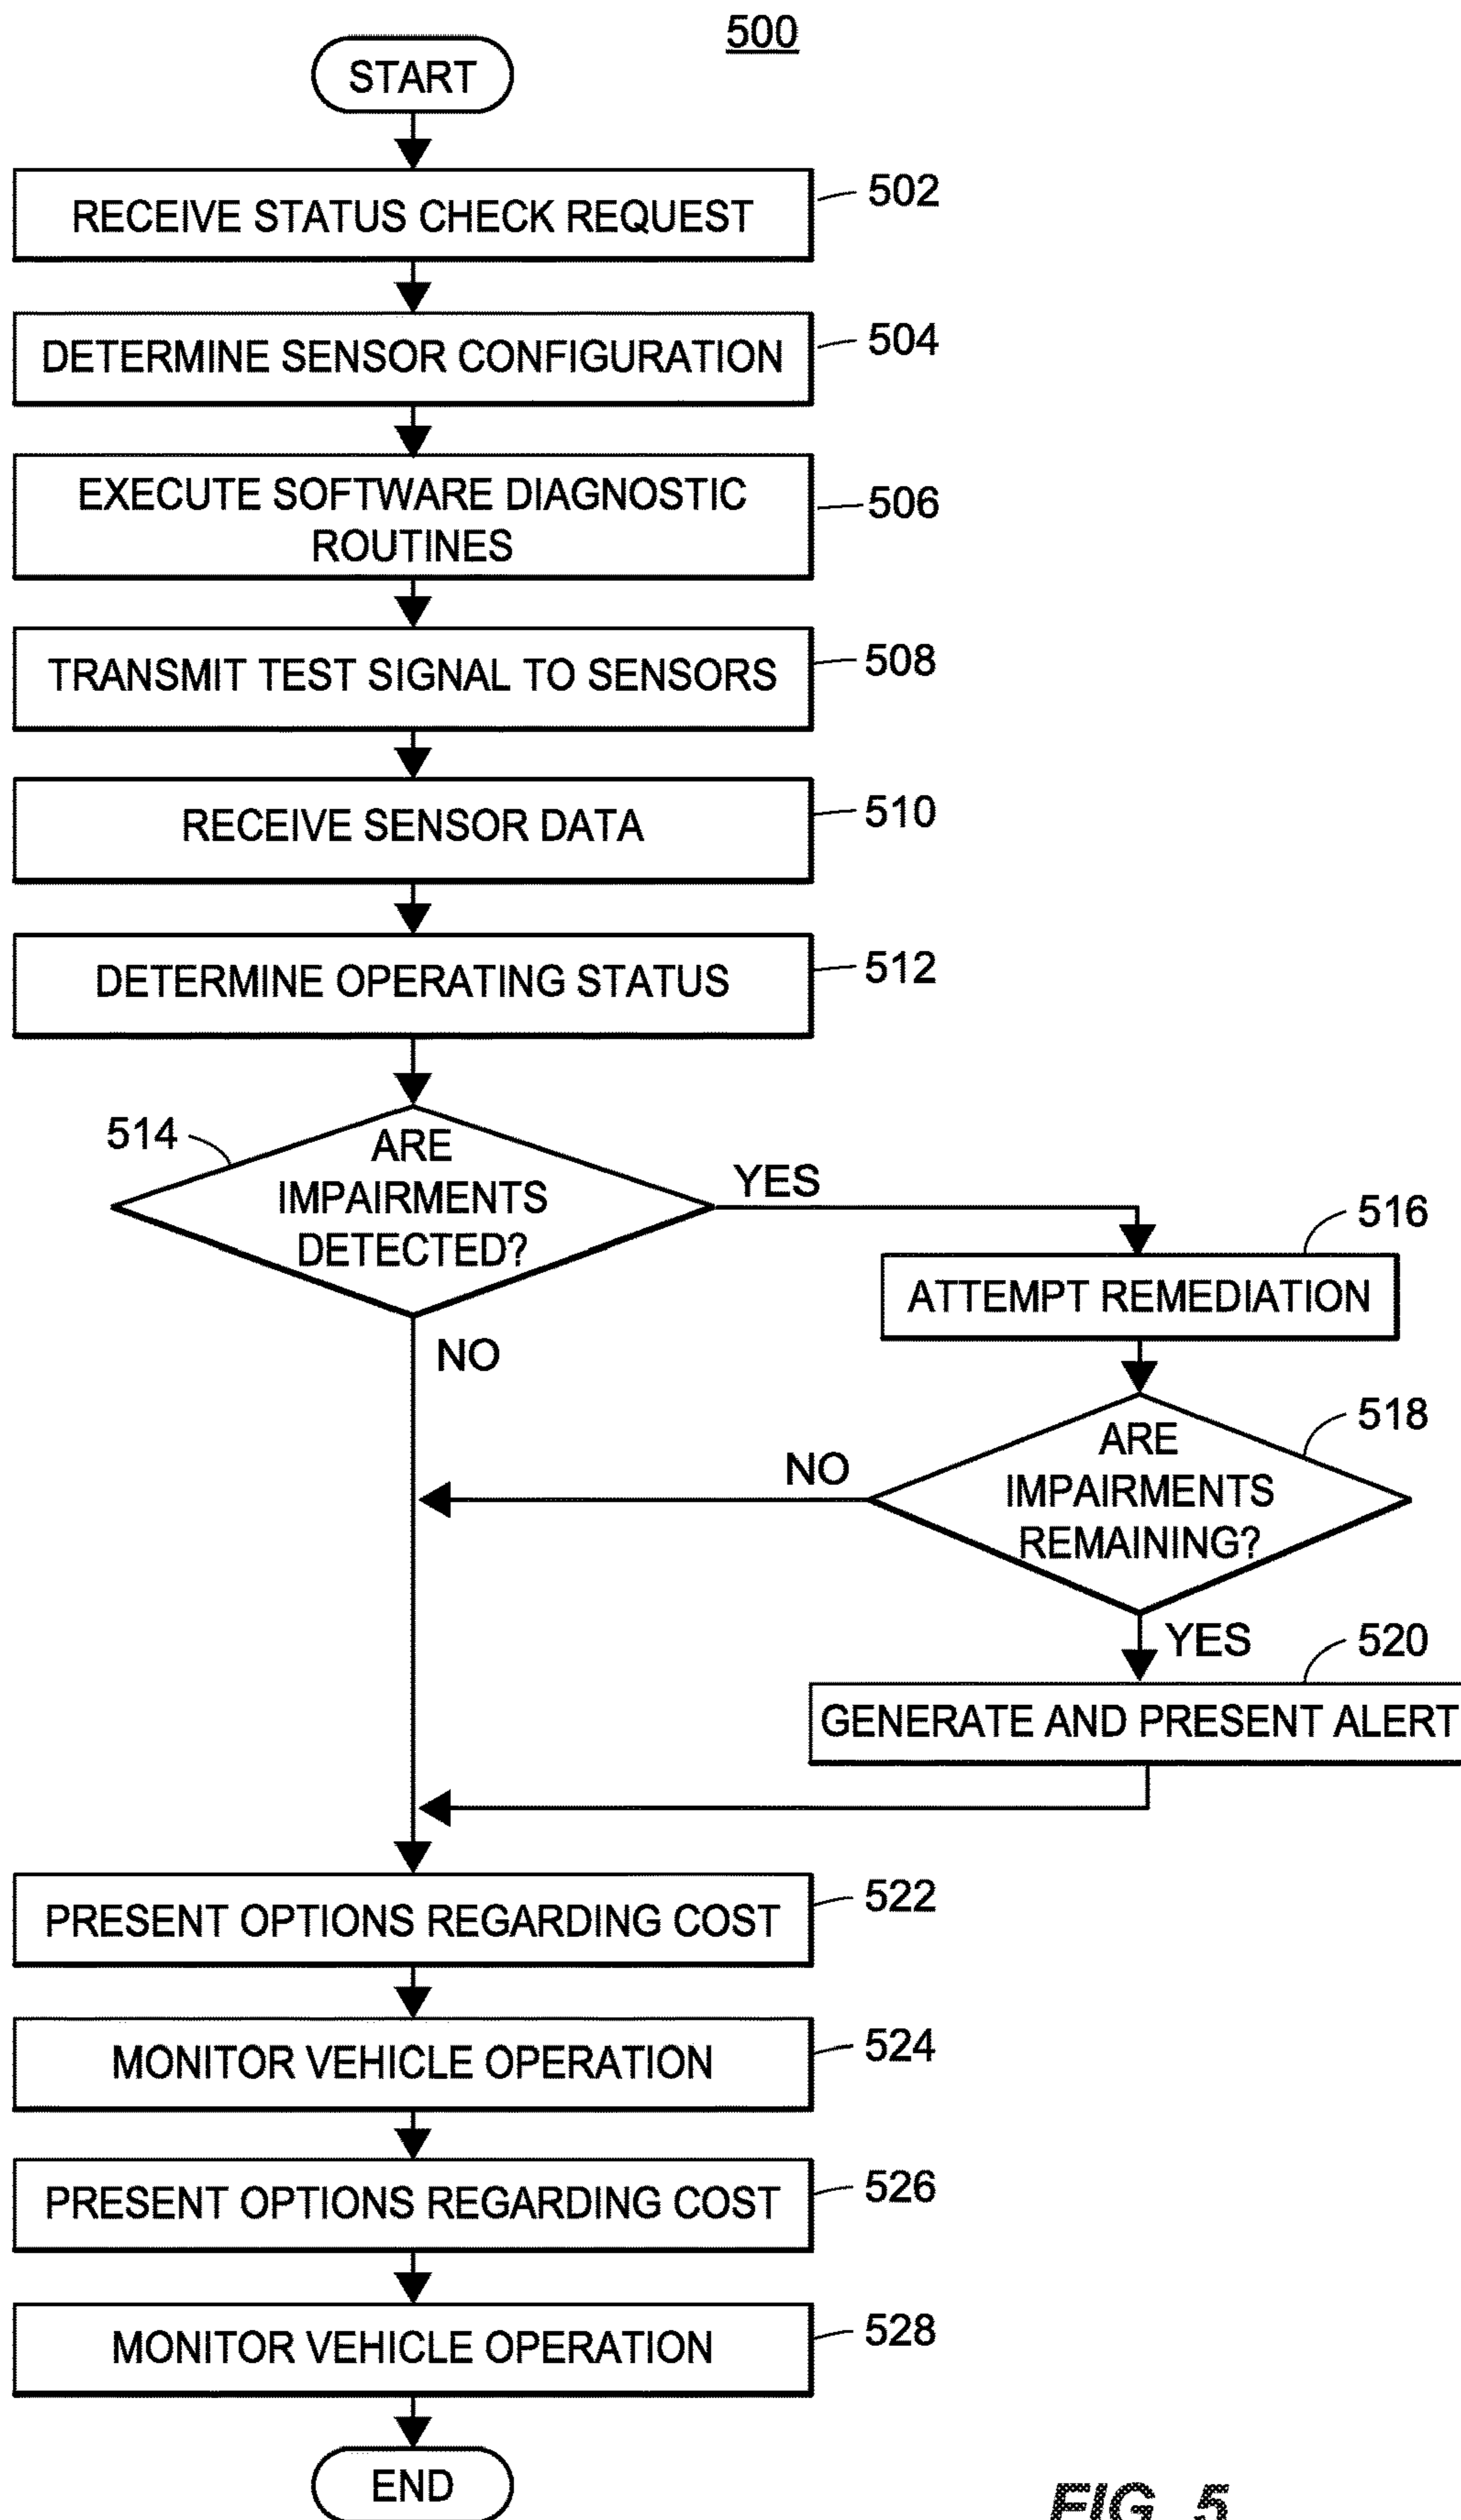 500
START
RECEIVE STATUS CHECK REQUEST
502
DETERMINE SENSOR CONFIGURATION
504
EXECUTE SOFTWARE DIAGNOSTIC
ROUTINES
506
TRANSMIT TEST SIGNAL TO SENSORS
508
RECEIVE SENSOR DATA
510
DETERMINE OPERATING STATUS
512
514
ARE
IMPAIRMENTS
DETECTED?
YES
NO
516
ATTEMPT REMEDIATION
518
ARE
IMPAIRMENTS
REMAINING?
NO
YES
520
GENERATE AND PRESENT ALERT
PRESENT OPTIONS REGARDING COST
522
MONITOR VEHICLE OPERATION
524
PRESENT OPTIONS REGARDING COST
526
MONITOR VEHICLE OPERATION
528
END
FIG. 5